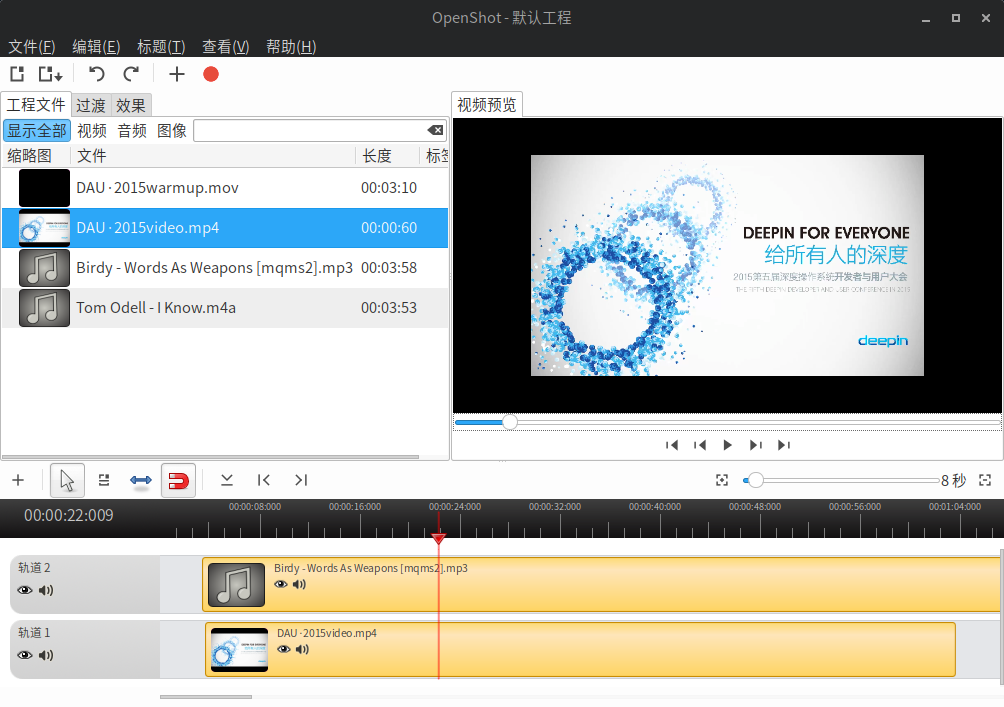 OpenShot - 默认工程
文件(F) 编辑(E) 标题(T) 查看(V) 帮助(H)
工程文件 过渡 效果
显示全部 视频 音频 图像
缩略图 文件 长度 标签
DAU · 2015warmup.mov 00:03:10
DAU · 2015video.mp4 00:00:60
Birdy - Words As Weapons [mqms2].mp3 00:03:58
Tom Odell - I Know.m4a 00:03:53
视频预览
DEEPIN FOR EVERYONE
给所有人的深度
2015第五届深度操作系统开发者与用户大会
THE FIFTH DEEPIN DEVELOPER AND USER CONFERENCE IN 2015
deepin
8 秒
00:00:22:009
00:00:08:000 00:00:16:000 00:00:24:000 00:00:32:000 00:00:40:000 00:00:48:000 00:00:56:000 00:01:04:000
轨道 2
Birdy - Words As Weapons [mqms2].mp3
轨道 1
DAU · 2015video.mp4